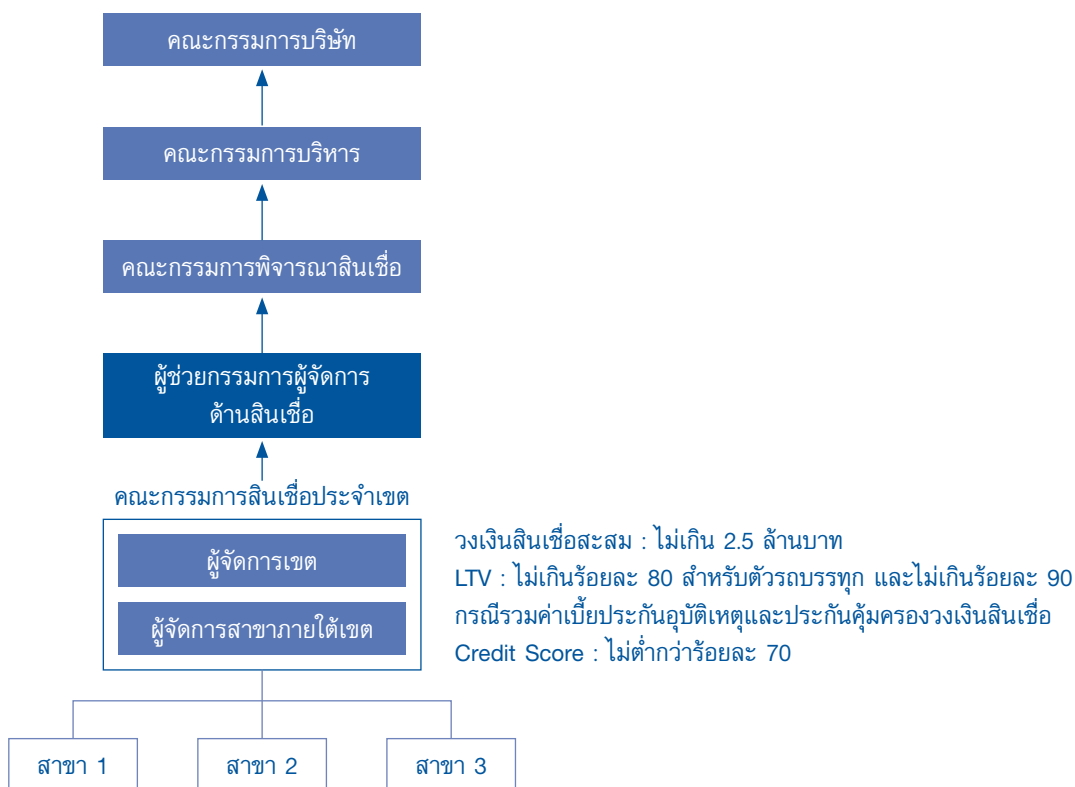 คณะกรรมการบริษัท
คณะกรรมการบริหาร
คณะกรรมการพิจารณาสินเชื่อ
ผู้ช่วยกรรมการผู้จัดการ
ด้านสินเชื่อ
คณะกรรมการสินเชื่อประจำเขต
ผู้จัดการเขต
ผู้จัดการสาขาภายใต้เขต
วงเงินสินเชื่อสะสม : ไม่เกิน 2.5 ล้านบาท
LTV : ไม่เกินร้อยละ 80 สำหรับตัวรถบรรทุก และไม่เกินร้อยละ 90
กรณีรวมค่าเบี้ยประกันอุบัติเหตุและประกันคุ้มครองวงเงินสินเชื่อ
Credit Score : ไม่ต่ำกว่าร้อยละ 70
สาขา 1
สาขา 2
สาขา 3